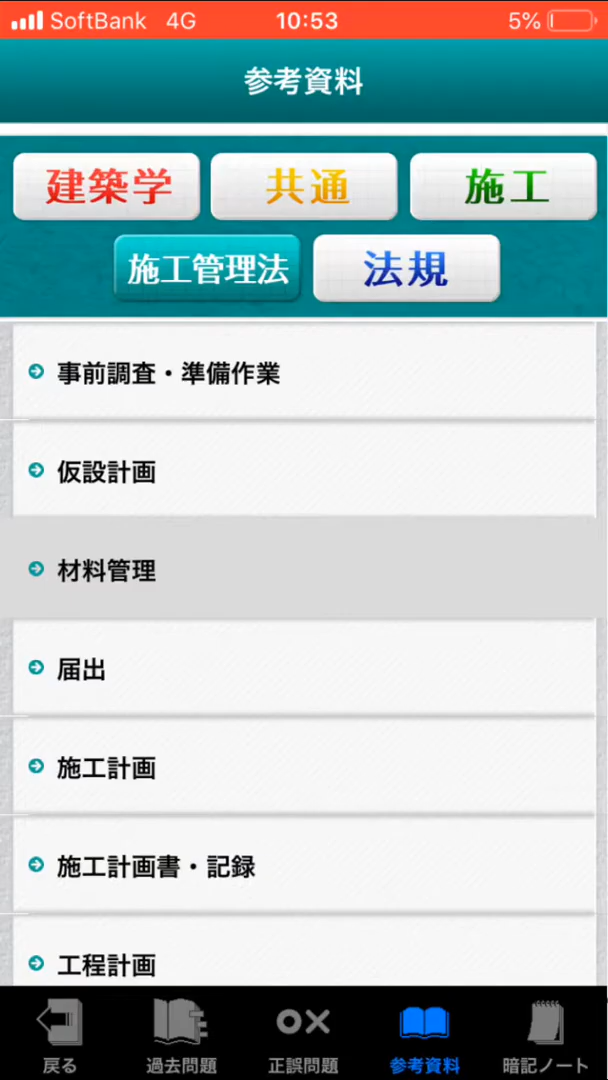 SoftBank 4G 10:53 5%
参考資料
建築学 共通 施工
施工管理法 法規
事前調査・準備作業
仮設計画
材料管理
届出
施工計画
施工計画書・記録
工程計画
OX
戻る 過去問題 正誤問題 参考資料 暗記ノート